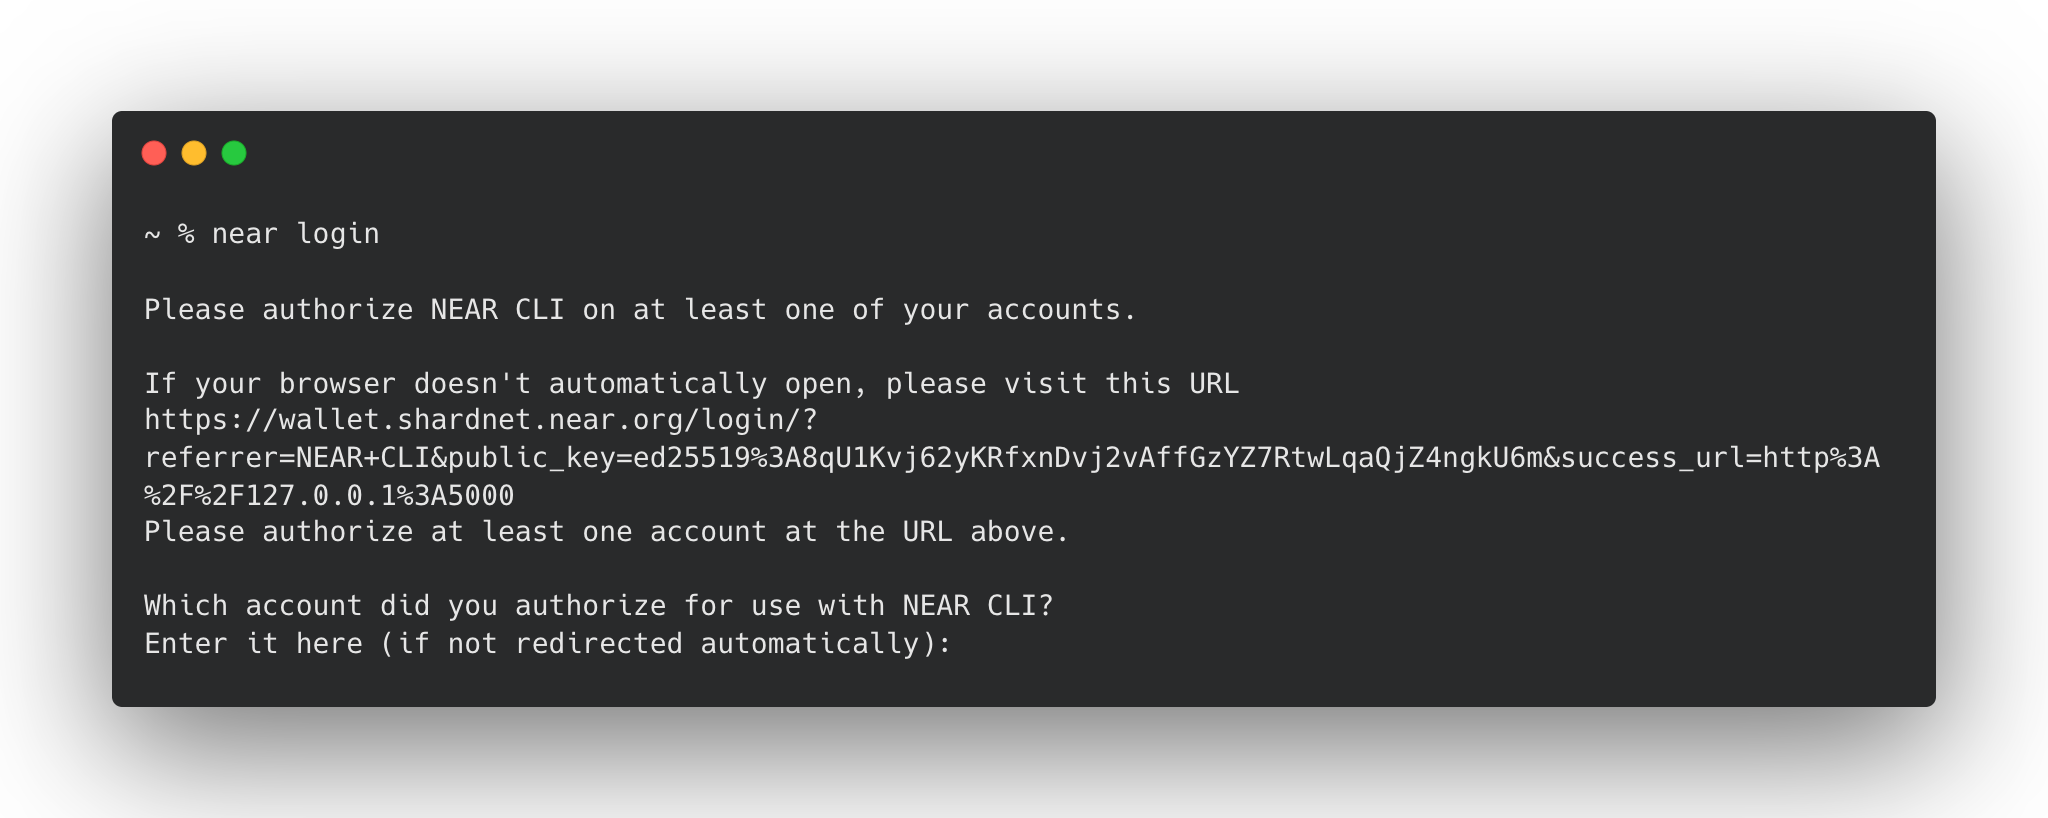 ~ % near login
Please authorize NEAR CLI on at least one of your accounts.
If your browser doesn't automatically open, please visit this URL
https://wallet.shardnet.near.org/login/?
referrer=NEAR+CLI&public_key=ed25519%3A8qU1Kvj62yKRfxnDvj2vAffGzYZ7RtwLqaQjZ4ngkU6m&success_url=http%3A
%2F%2F127.0.0.1%3A5000
Please authorize at least one account at the URL above.
Which account did you authorize for use with NEAR CLI?
Enter it here (if not redirected automatically):